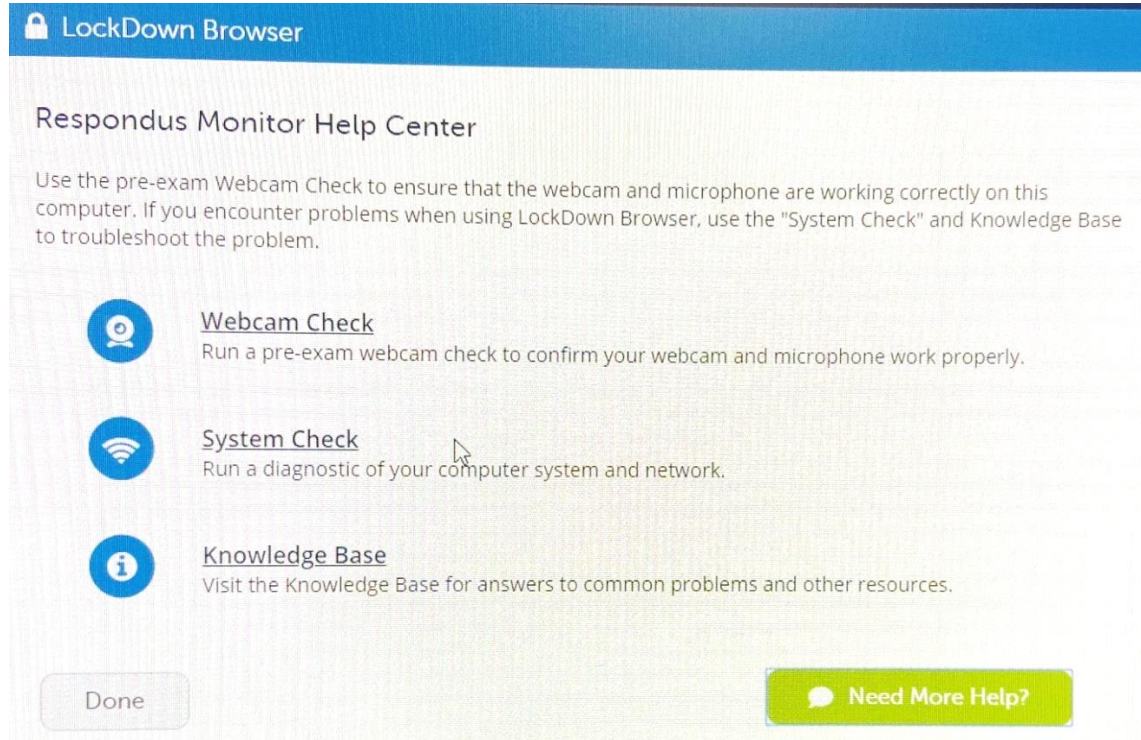 LockDown Browser
Respondus Monitor Help Center
Use the pre-exam Webcam Check to ensure that the webcam and microphone are working correctly on this
computer. If you encounter problems when using LockDown Browser, use the "System Check" and Knowledge Base
to troubleshoot the problem.
Webcam Check
Run a pre-exam webcam check to confirm your webcam and microphone work properly.
System Check
Run a diagnostic of your computer system and network.
Knowledge Base
Visit the Knowledge Base for answers to common problems and other resources.
Done
Need More Help?